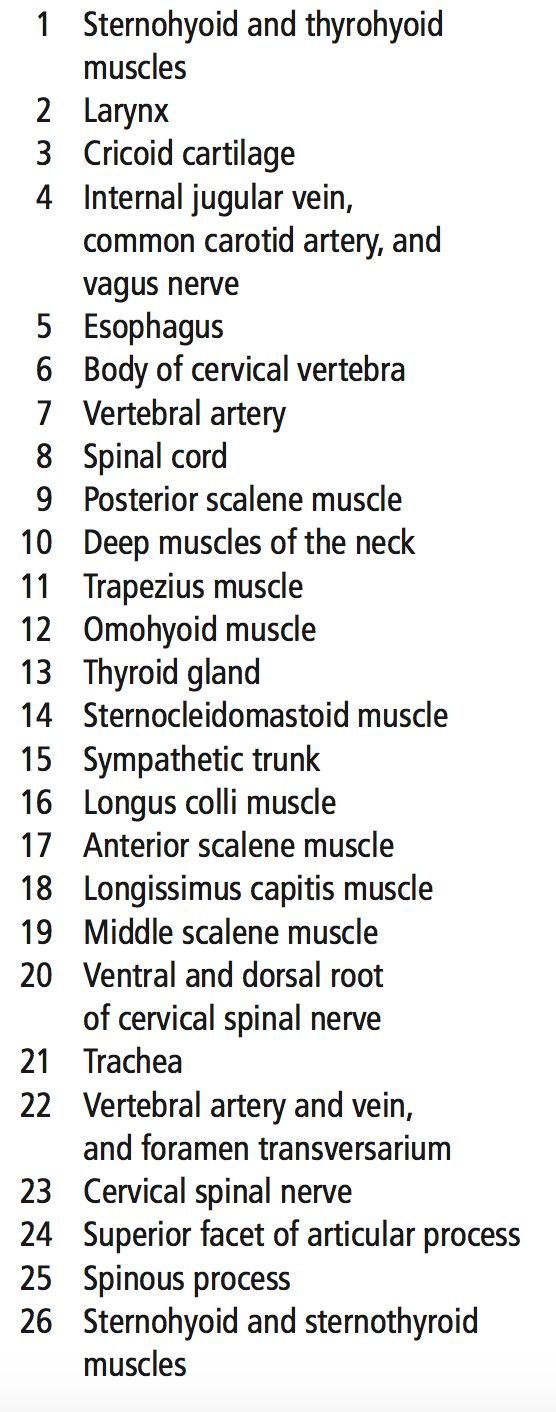 1 Sternohyoid and thyrohyoid
muscles
2 Larynx
3 Cricoid cartilage
4 Internal jugular vein,
common carotid artery, and
vagus nerve
5 Esophagus
6 Body of cervical vertebra
7 Vertebral artery
8 Spinal cord
9 Posterior scalene muscle
10 Deep muscles of the neck
11 Trapezius muscle
12 Omohyoid muscle
13 Thyroid gland
14 Sternocleidomastoid muscle
15 Sympathetic trunk
16 Longus colli muscle
17 Anterior scalene muscle
18 Longissimus capitis muscle
19 Middle scalene muscle
20 Ventral and dorsal root
of cervical spinal nerve
21 Trachea
22 Vertebral artery and vein,
and foramen transversarium
23 Cervical spinal nerve
24 Superior facet of articular process
25 Spinous process
26 Sternohyoid and sternothyroid
muscles